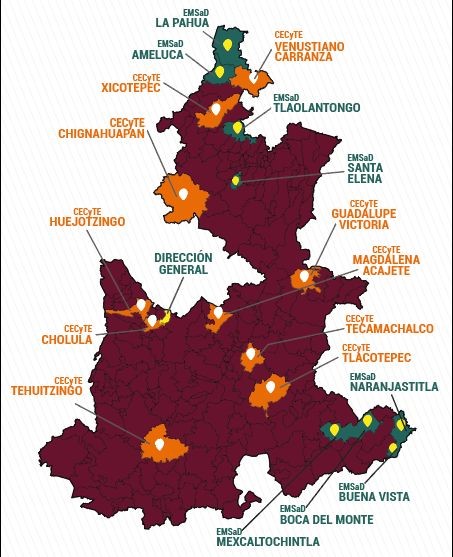 EMSaD
LA PAHUA
EMSaD
AMELUCA
CECyTE
VENUSTIANO
CARRANZA
CECyTE
XICOTEPEC
EMSaD
TLAOLANTONGO
CECyTE
CHIGNAHUAPAN
EMSaD
SANTA
ELENA
CECyTE
HUEJOTZINGO
CECyTE
GUADALUPE
VICTORIA
DIRECCIÓN
GENERAL
CECyTE
MAGDALENA
ACAJETE
CECyTE
CHOLULA
CECyTE
TECAMACHALCO
CECyTE
TLACOTEPEC
CECyTE
TEHUITZINGO
EMSaD
NARANJASTITLA
EMSaD
BUENA VISTA
EMSaD
BOCA DEL MONTE
EMSaD
MEXCALTOCHINTLA